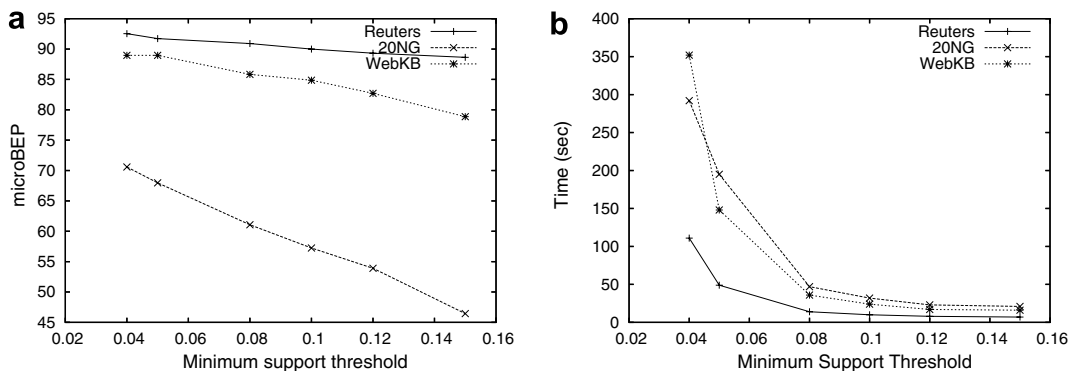 a
100
95
90
85
80
75
70
65
60
55
50
45
microBEP
0.02 0.04 0.06 0.08 0.10 0.12 0.14 0.16
Minimum support threshold
Reuters
20NG
WebKB
b
400
350
300
250
200
150
100
50
0
Time (sec)
0.02 0.04 0.06 0.08 0.10 0.12 0.14 0.16
Minimum Support Threshold
Reuters
20NG
WebKB